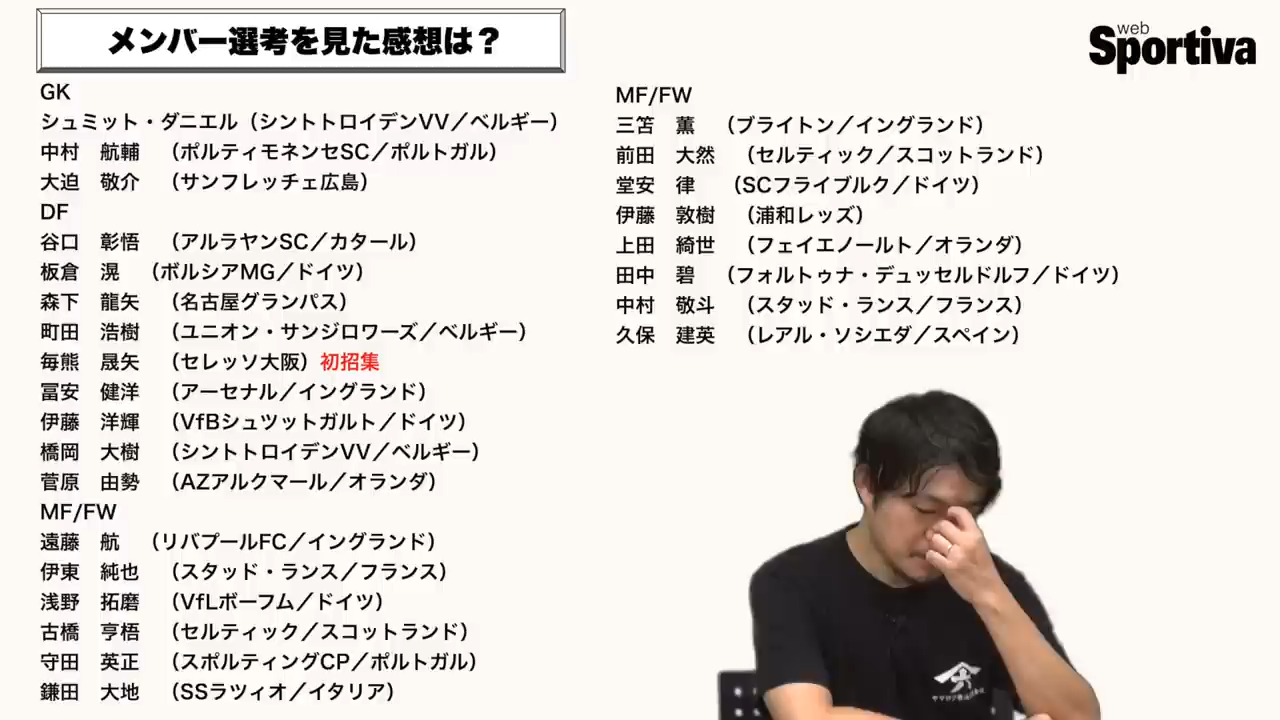 メンバー選考を見た感想は？
web
Sportiva
GK
シュミット・ダニエル（シントトロイデンVV／ベルギー）
中村　航輔　（ポルティモネンセSC／ポルトガル）
大迫　敬介　（サンフレッチェ広島）
DF
谷口　彰悟　（アルラヤンSC／カタール）
板倉　滉　（ボルシアMG／ドイツ）
森下　龍矢　（名古屋グランパス）
町田　浩樹　（ユニオン・サンジロワーズ／ベルギー）
毎熊　晟矢　（セレッソ大阪）初招集
冨安　健洋　（アーセナル／イングランド）
伊藤　洋輝　（VfBシュツットガルト／ドイツ）
橋岡　大樹　（シントトロイデンVV／ベルギー）
菅原　由勢　（AZアルクマール／オランダ）
MF/FW
遠藤　航　（リバプールFC／イングランド）
伊東　純也　（スタッド・ランス／フランス）
浅野　拓磨　（VfLボーフム／ドイツ）
古橋　亨梧　（セルティック／スコットランド）
守田　英正　（スポルティングCP／ポルトガル）
鎌田　大地　（SSラツィオ／イタリア）
MF/FW
三笘　薫　（ブライトン／イングランド）
前田　大然　（セルティック／スコットランド）
堂安　律　（SCフライブルク／ドイツ）
伊藤　敦樹　（浦和レッズ）
上田　綺世　（フェイエノールト／オランダ）
田中　碧　（フォルトゥナ・デュッセルドルフ／ドイツ）
中村　敬斗　（スタッド・ランス／フランス）
久保　建英　（レアル・ソシエダ／スペイン）